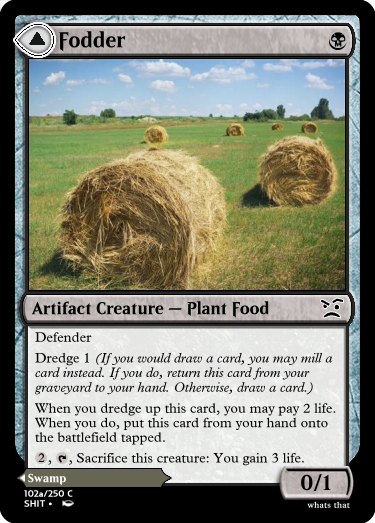 Fodder
Artifact Creature — Plant Food
Defender
Dredge 1 (If you would draw a card, you may mill a
card instead. If you do, return this card from your
graveyard to your hand. Otherwise, draw a card.)
When you dredge up this card, you may pay 2 life.
When you do, put this card from your hand onto
the battlefield tapped.
2, , Sacrifice this creature: You gain 3 life.
Swamp
0/1
102a/250 C
SHIT •
whats that